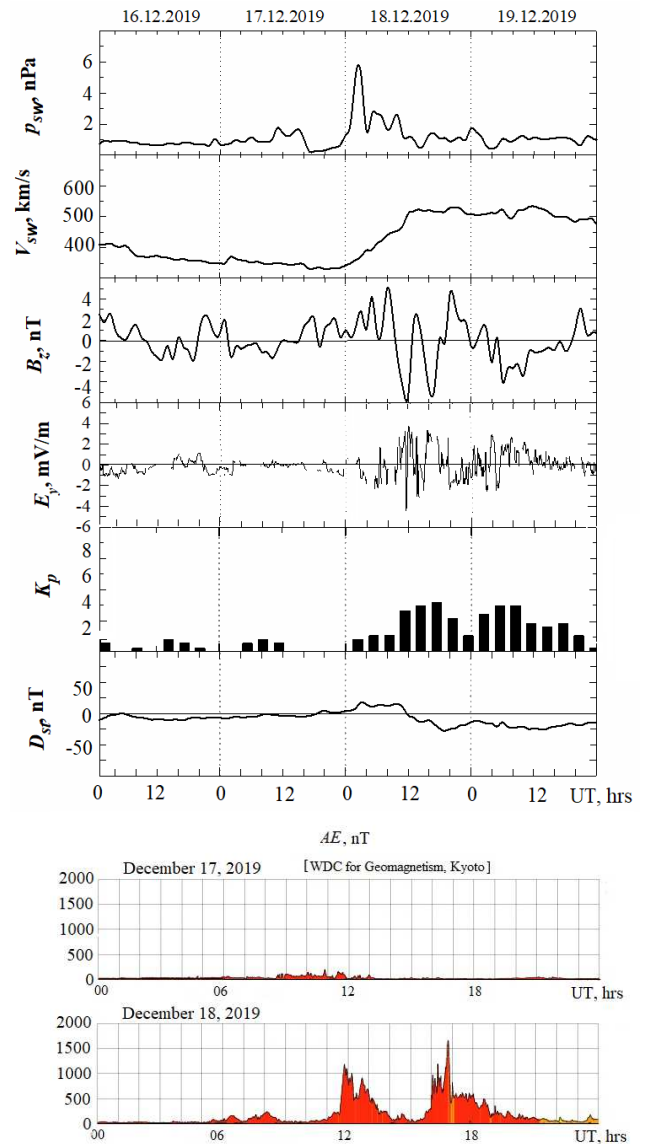 16.12.2019 17.12.2019 18.12.2019 19.12.2019
p_sw, nPa
6
4
2
V_sw, km/s
600
500
400
B_z, nT
4
2
0
-2
-4
6
E_y, mV/m
4
2
0
-2
-4
-6
K_p
8
6
4
2
D_st, nT
50
0
-50
0 12 0 12 0 12 0 12 UT, hrs
AE, nT
December 17, 2019 [WDC for Geomagnetism, Kyoto]
2000
1500
1000
500
0
00 06 12 18 UT, hrs
December 18, 2019
2000
1500
1000
500
0
00 06 12 18 UT, hrs